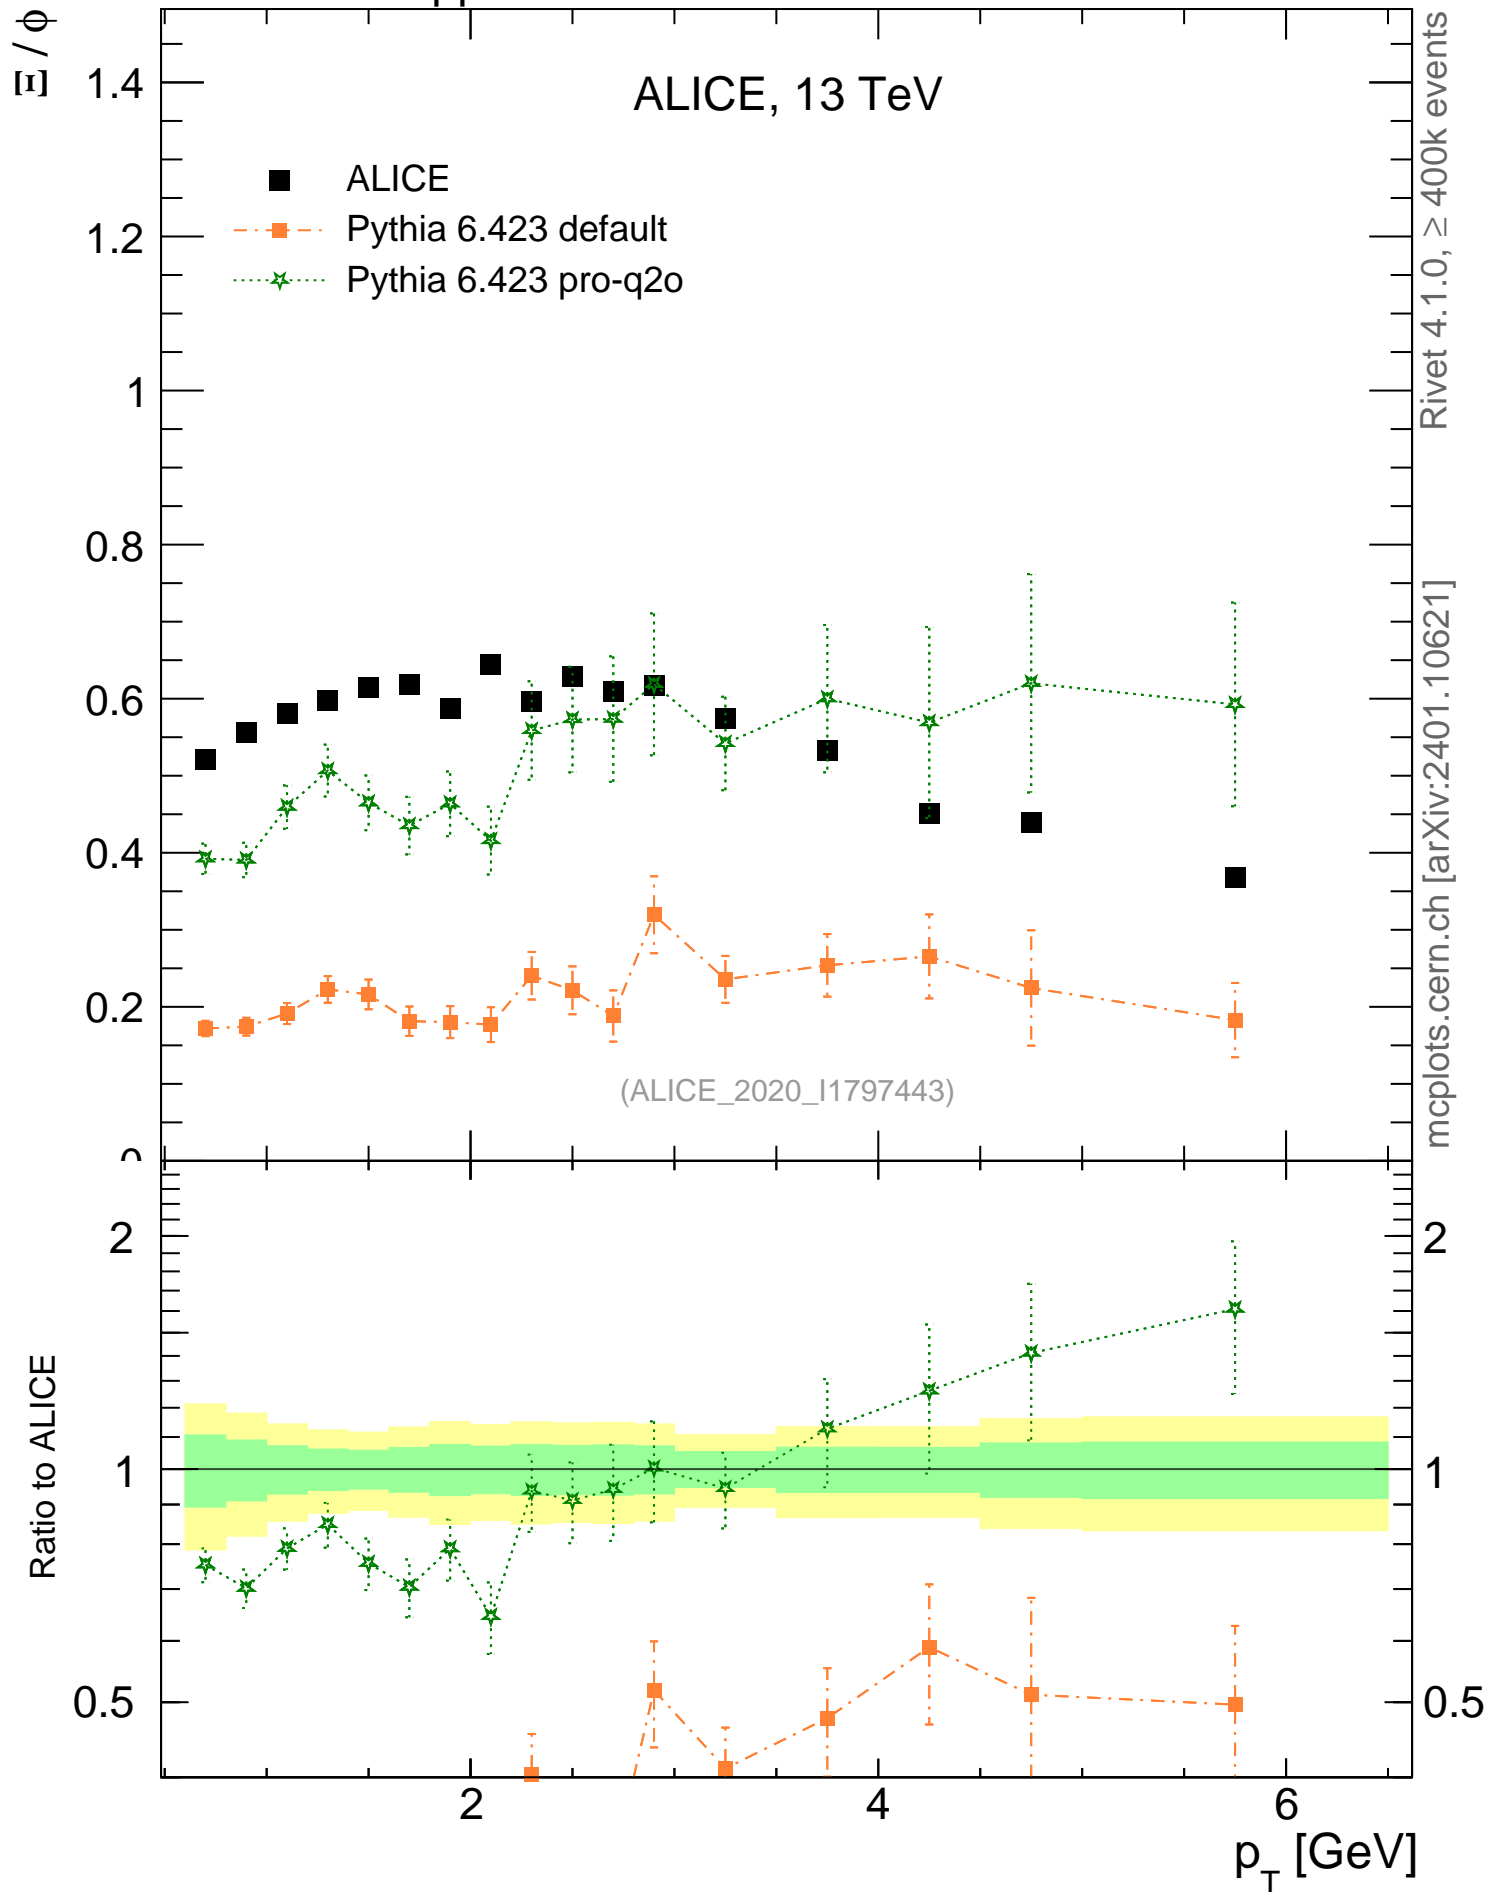 pp
Ξ / ϕ
ALICE, 13 TeV
ALICE
Pythia 6.423 default
Pythia 6.423 pro-q2o
1.4
1.2
1
0.8
0.6
0.4
0.2
0
(ALICE_2020_I1797443)
Rivet 4.1.0, ≥ 400k events
mcplots.cern.ch [arXiv:2401.10621]
Ratio to ALICE
2
1
0.5
2
1
0.5
2
4
6
p_T [GeV]